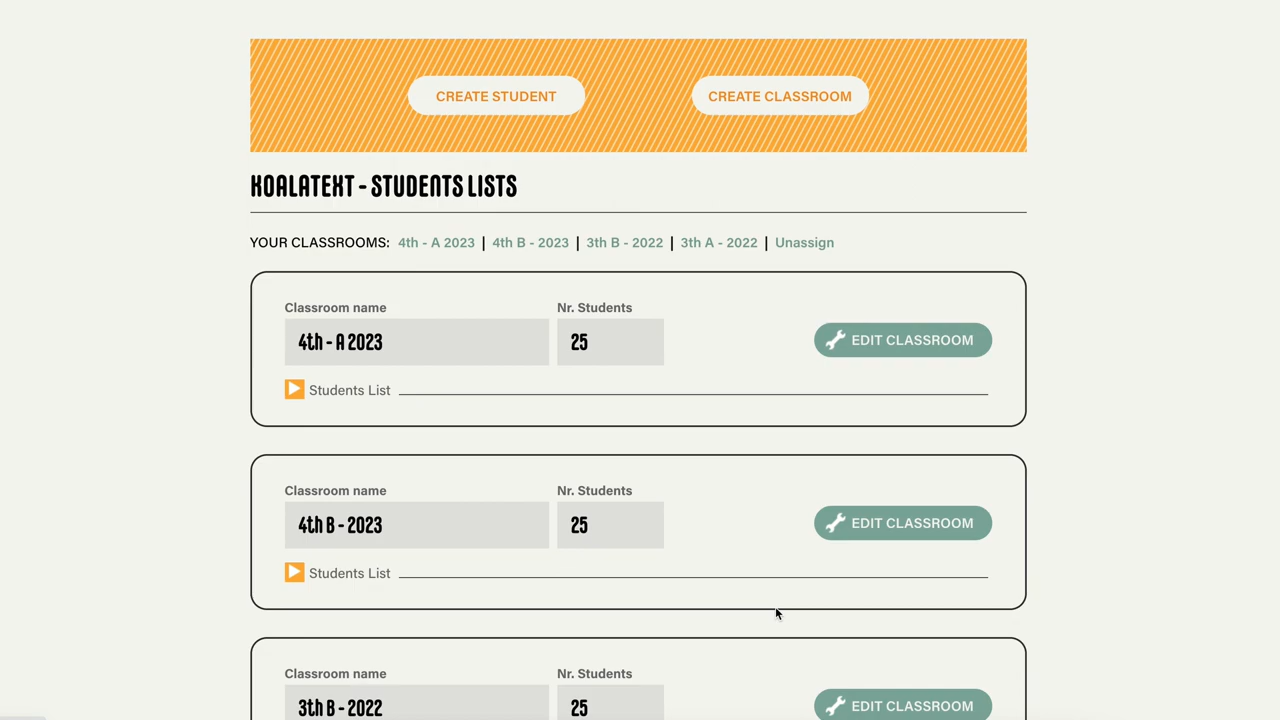 CREATE STUDENT CREATE CLASSROOM
KOALATEXT - STUDENTS LISTS
YOUR CLASSROOMS: 4th - A 2023 | 4th B - 2023 | 3th B - 2022 | 3th A - 2022 | Unassign
Classroom name Nr. Students
4th - A 2023 25 EDIT CLASSROOM
Students List
Classroom name Nr. Students
4th B - 2023 25 EDIT CLASSROOM
Students List
Classroom name Nr. Students
3th B - 2022 25 EDIT CLASSROOM